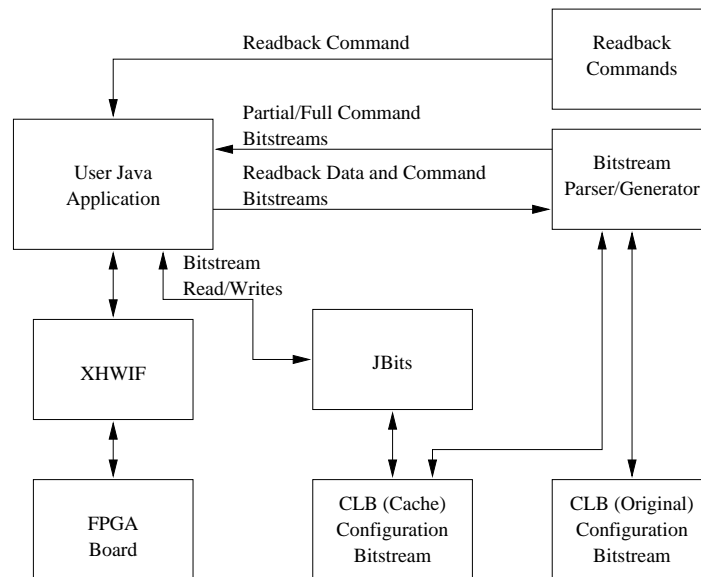 Readback Command
Readback
Commands
Partial/Full Command
Bitstreams
User Java
Application
Readback Data and Command
Bitstreams
Bitstream
Parser/Generator
Bitstream
Read/Writes
XHWIF
JBits
FPGA
Board
CLB (Cache)
Configuration
Bitstream
CLB (Original)
Configuration
Bitstream